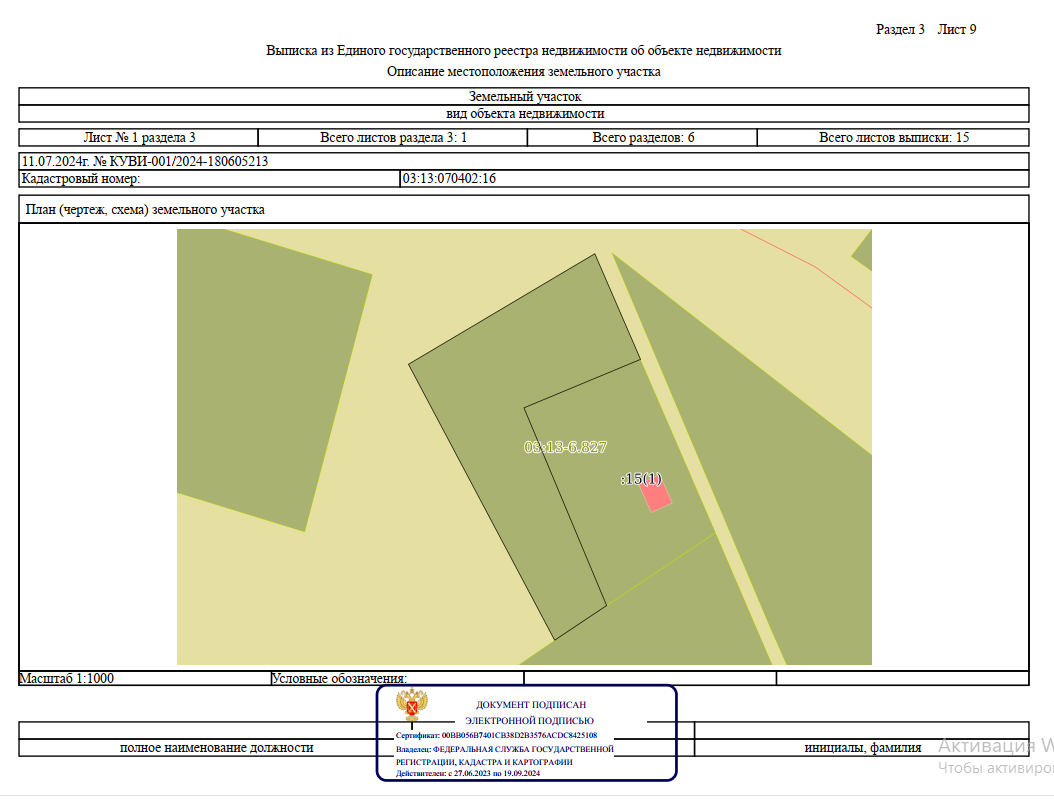 Раздел 3 Лист 9
Выписка из Единого государственного реестра недвижимости об объекте недвижимости
Описание местоположения земельного участка
Земельный участок
вид объекта недвижимости
Лист № 1 раздела 3 Всего листов раздела 3: 1 Всего разделов: 6 Всего листов выписки: 15
11.07.2024г. № КУВИ-001/2024-180605213
Кадастровый номер: 03:13:070402:16
План (чертеж, схема) земельного участка
03:13-6.827
:15(1)
Масштаб 1:1000 Условные обозначения:
ДОКУМЕНТ ПОДПИСАН
ЭЛЕКТРОННОЙ ПОДПИСЬЮ
Сертификат: 00BB056B7401CB38D2B3576ACDC8425108
Владелец: ФЕДЕРАЛЬНАЯ СЛУЖБА ГОСУДАРСТВЕННОЙ
РЕГИСТРАЦИИ, КАДАСТРА И КАРТОГРАФИИ
Действителен: с 27.06.2023 по 19.09.2024
полное наименование должности инициалы, фамилия
Активация W
Чтобы активиро